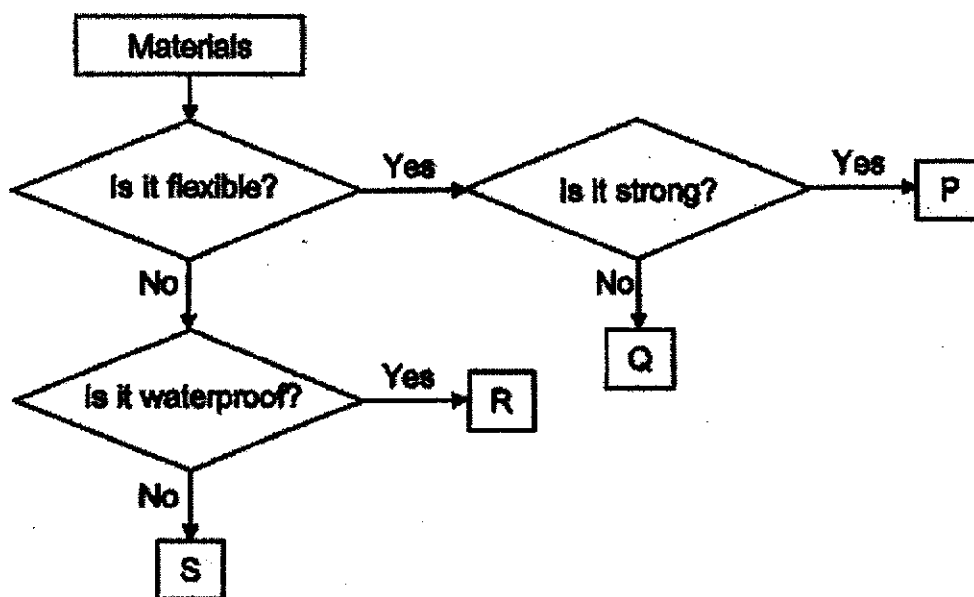 Materials
Is it flexible?
Yes
Is it strong?
Yes
P
No
No
Q
Is it waterproof?
Yes
R
No
S